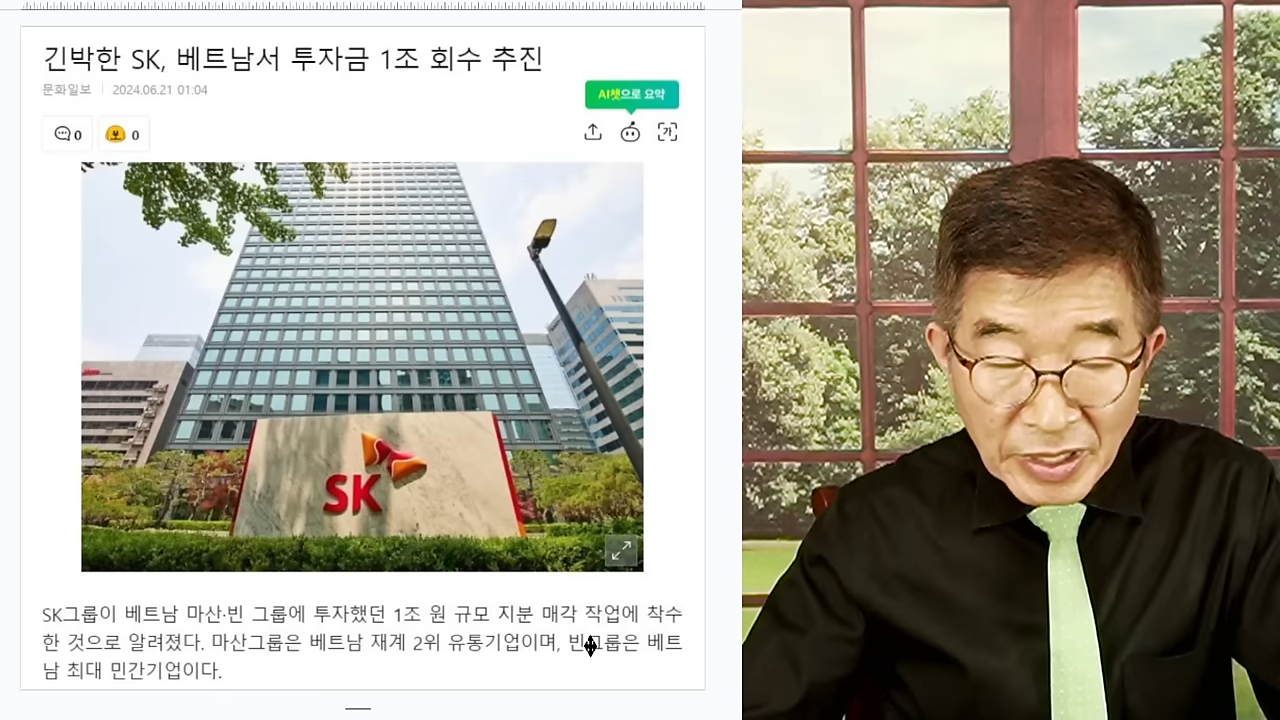 긴박한 SK, 베트남서 투자금 1조 회수 추진
문화일보 2024.06.21 01:04
AI챗으로 요약
0 0
가
SK
SK그룹이 베트남 마산·빈 그룹에 투자했던 1조 원 규모 지분 매각 작업에 착수
한 것으로 알려졌다. 마산그룹은 베트남 재계 2위 유통기업이며, 빈그룹은 베트
남 최대 민간기업이다.